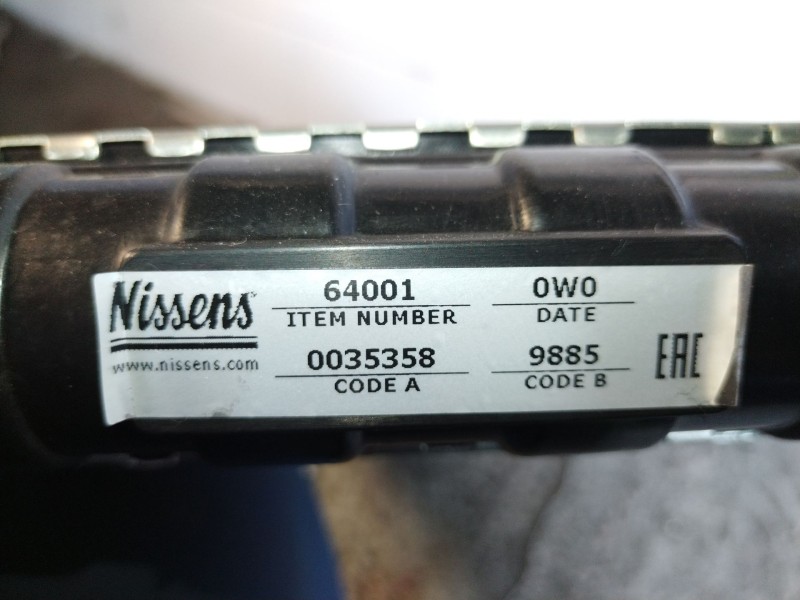 Nissens
www.nissens.com
64001
ITEM NUMBER
0W0
DATE
0035358
CODE A
9885
CODE B
EAC